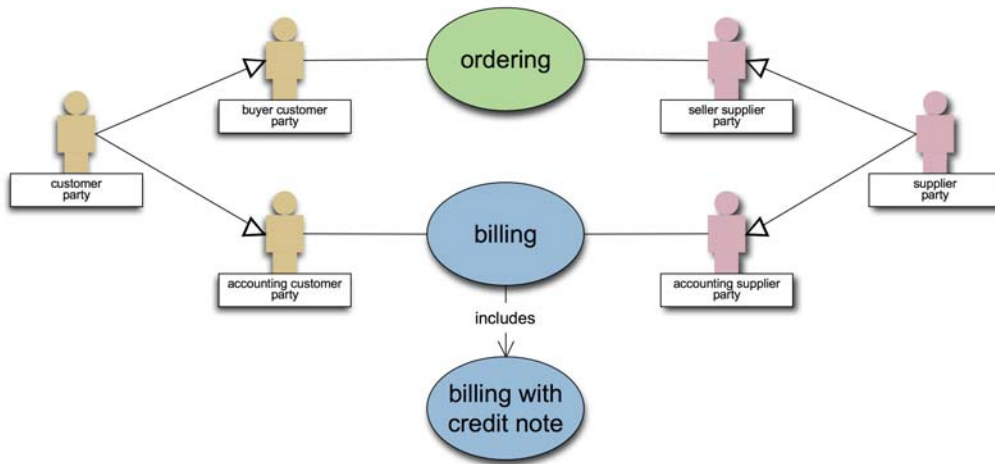 ordering
buyer customer
party
seller supplier
party
customer
party
supplier
party
billing
accounting customer
party
accounting supplier
party
includes
billing with
credit note